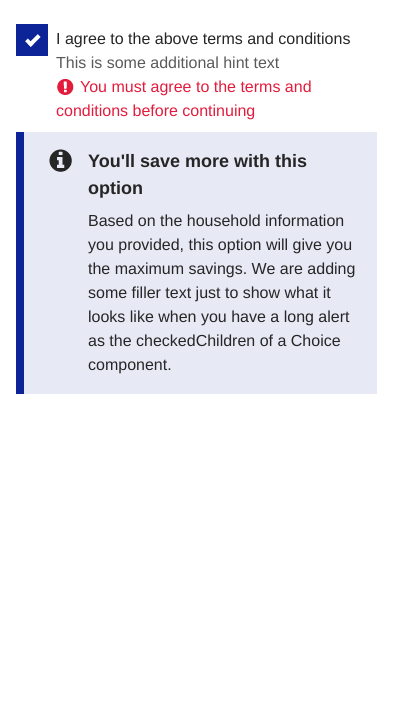 I agree to the above terms and conditions
This is some additional hint text
You must agree to the terms and
conditions before continuing
You'll save more with this
option
Based on the household information
you provided, this option will give you
the maximum savings. We are adding
some filler text just to show what it
looks like when you have a long alert
as the checkedChildren of a Choice
component.